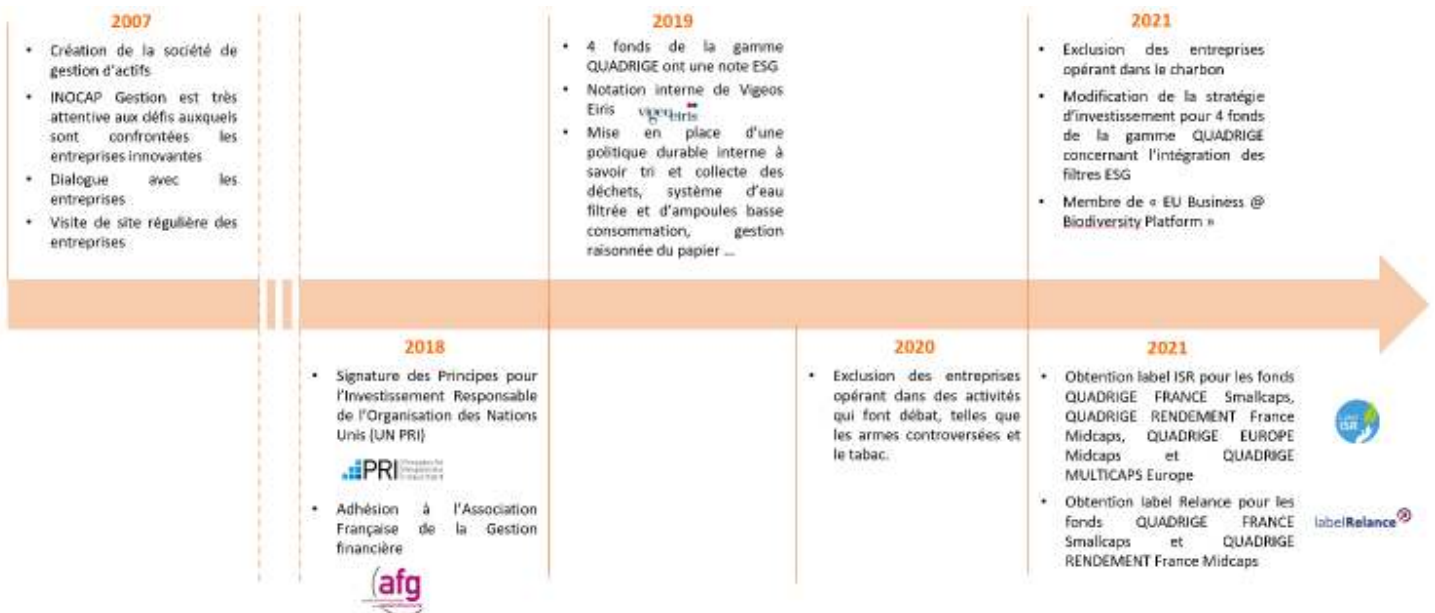 2007
• Création de la société de
gestion d'actifs
• INOCAP Gestion est très
attentive aux défis auxquels
sont confrontées les
entreprises innovantes
• Dialogue avec les
entreprises
• Visite de site régulière des
entreprises
2018
• Signature des Principes pour
l'Investissement Responsable
de l'Organisation des Nations
Unis (UN PRI)
PRI
• Adhésion à l'Association
Française de la Gestion
financière
afg
2019
• 4 fonds de la gamme
QUADRIGE ont une note ESG
• Notation interne de Vigeos
Eiris vigeo eiris
• Mise en place d'une
politique durable interne à
savoir tri et collecte des
déchets, système d'eau
filtrée et d'ampoules basse
consommation, gestion
raisonnée du papier ...
2020
• Exclusion des entreprises
opérant dans des activités
qui font débat, telles que
les armes controversées et
le tabac.
2021
• Exclusion des entreprises
opérant dans le charbon
• Modification de la stratégie
d'investissement pour 4 fonds
de la gamme QUADRIGE
concernant l'intégration des
filtres ESG
• Membre de « EU Business @
Biodiversity Platform »
2021
• Obtention label ISR pour les fonds
QUADRIGE FRANCE Smallcaps,
QUADRIGE RENDEMENT France
Midcaps, QUADRIGE EUROPE
Midcaps et QUADRIGE
MULTICAPS Europe
ISR
• Obtention label Relance pour les
fonds QUADRIGE FRANCE
Smallcaps et QUADRIGE
RENDEMENT France Midcaps
labelRelance